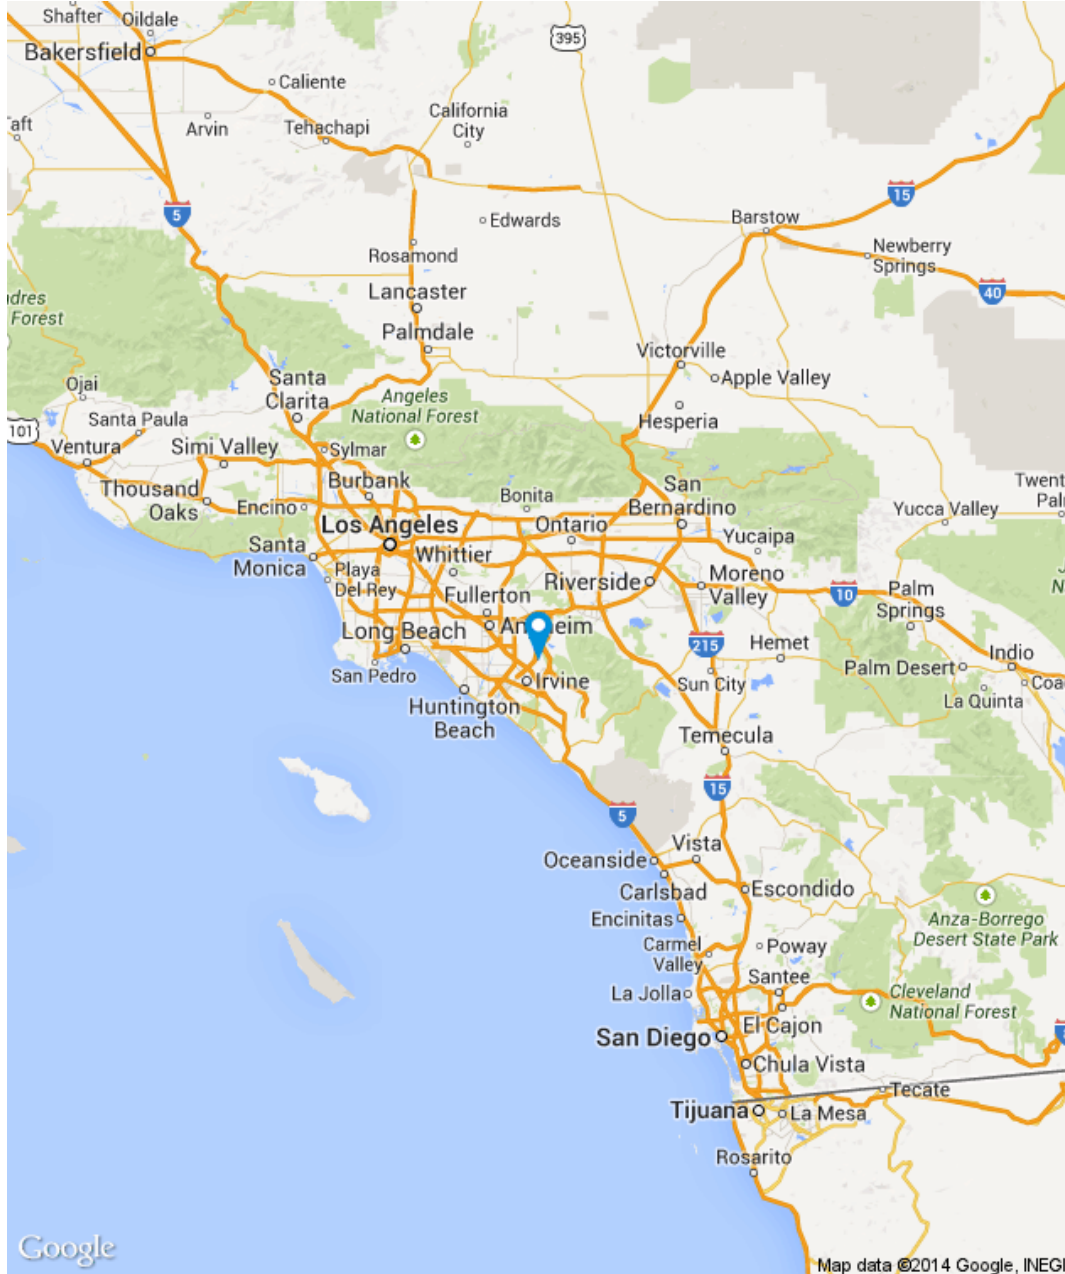 Shafter
Oildale
395
Bakersfield
Caliente
California
City
Taft
Arvin
Tehachapi
15
5
Edwards
Barstow
Rosamond
Newberry
Springs
Lancaster
40
Forest
Palmdale
Victorville
Apple Valley
Ojai
Santa
Clarita
Angeles
National Forest
Hesperia
101
Santa Paula
Ventura
Simi Valley
Sylmar
Burbank
San
Bernardino
Thousand
Oaks
Encino
Bonita
Yucca Valley
Los Angeles
Ontario
Yucaipa
Santa
Monica
Whittier
Playa
Del Rey
Riverside
Moreno
Valley
10
Palm
Springs
Fullerton
Anaheim
Long Beach
215
Hemet
Indio
San Pedro
Irvine
Sun City
Palm Desert
La Quinta
Huntington
Beach
Temecula
15
5
Vista
Oceanside
Carlsbad
Escondido
Encinitas
Anza-Borrego
Desert State Park
Carmel
Valley
Poway
Santee
La Jolla
Cleveland
National Forest
El Cajon
San Diego
Chula Vista
Tecate
Tijuana
La Mesa
Rosarito
Google
Map data ©2014 Google, INEGI